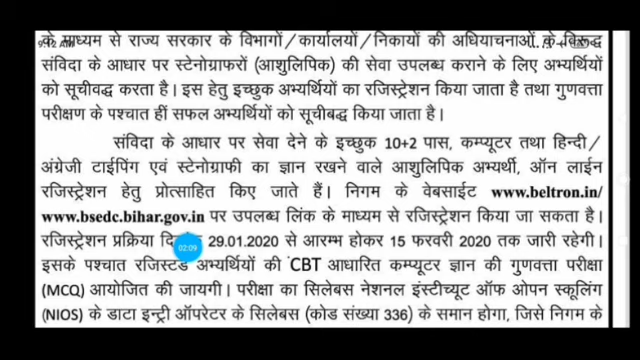 के माध्यम से राज्य सरकार के विभागों/कार्यालयों/निकायों की अधियाचनाओं के विरूद्ध
संविदा के आधार पर स्टेनोग्राफरों (आशुलिपिक) की सेवा उपलब्ध कराने के लिए अभ्यर्थियों
को सूचीवद्ध करता है। इस हेतु इच्छुक अभ्यर्थियों का रजिस्ट्रेशन किया जाता है तथा गुणवत्ता
परीक्षण के पश्चात हीं सफल अभ्यर्थियों को सूचीबद्ध किया जाता है।
संविदा के आधार पर सेवा देने के इच्छुक 10+2 पास, कम्प्यूटर तथा हिन्दी/
अंग्रेजी टाईपिंग एवं स्टेनोग्राफी का ज्ञान रखने वाले आशुलिपिक अभ्यर्थी, ऑन लाईन
रजिस्ट्रेशन हेतु प्रोत्साहित किए जाते हैं। निगम के वेबसाईट www.beltron.in/
www.bsedc.bihar.gov.in पर उपलब्ध लिंक के माध्यम से रजिस्ट्रेशन किया जा सकता है।
रजिस्ट्रेशन प्रक्रिया 29.01.2020 से आरम्भ होकर 15 फरवरी 2020 तक जारी रहेगी।
02:09
इसके पश्चात रजिस्टर्ड अभ्यर्थियों की CBT आधारित कम्प्यूटर ज्ञान की गुणवत्ता परीक्षा
(MCQ) आयोजित की जायगी। परीक्षा का सिलेबस नेशनल इंस्टीच्यूट ऑफ ओपन स्कूलिंग
(NIOS) के डाटा इन्ट्री ऑपरेटर के सिलेबस (कोड संख्या 336) के समान होगा, जिसे निगम के